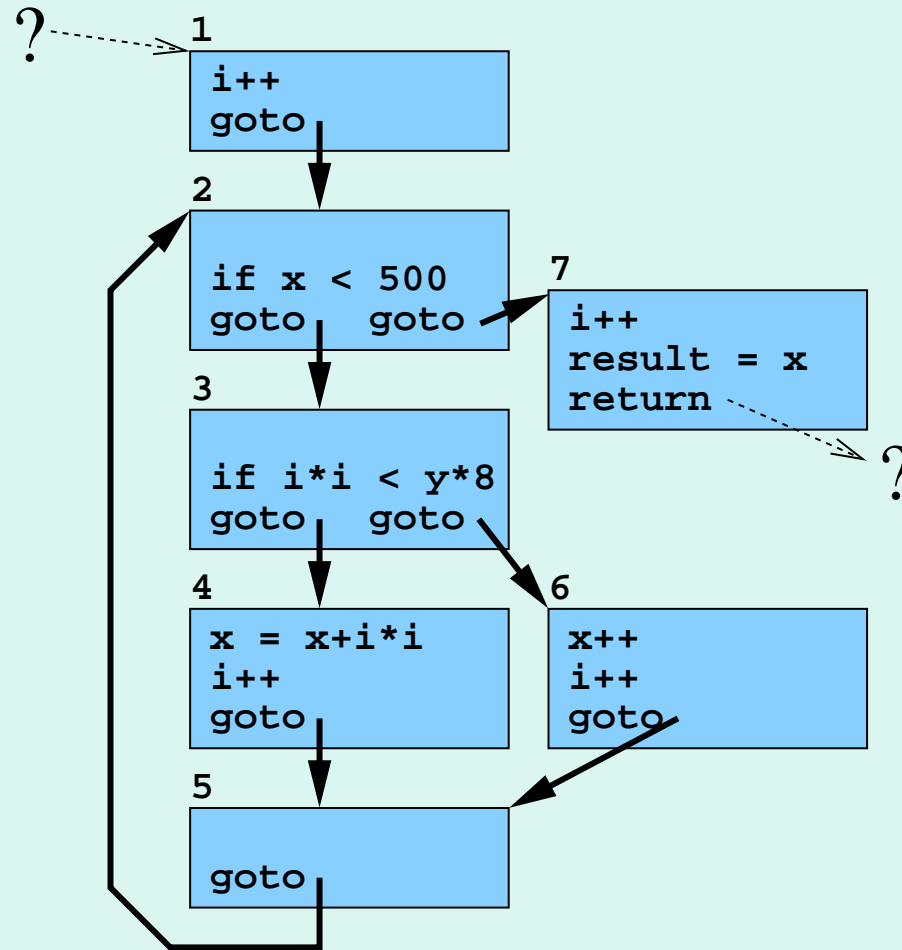 ?
1
i++
goto
2
if x < 500
goto goto
7
i++
result = x
return
?
3
if i*i < y*8
goto goto
4
x = x+i*i
i++
goto
6
x++
i++
goto
5
goto